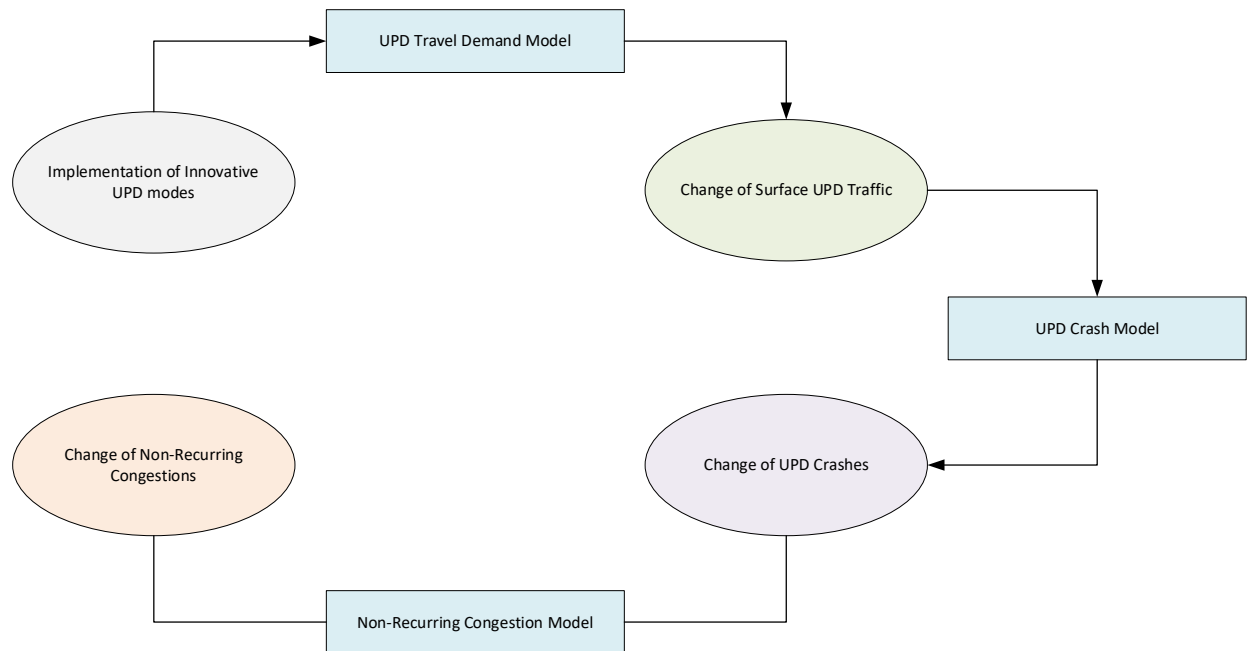 UPD Travel Demand Model
Implementation of Innovative
UPD modes
Change of Surface UPD Traffic
UPD Crash Model
Change of Non-Recurring
Congestions
Change of UPD Crashes
Non-Recurring Congestion Model